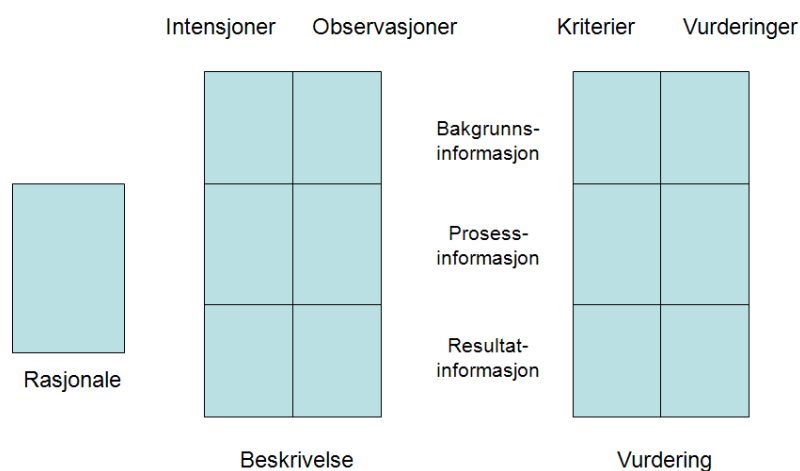 Intensjoner Observasjoner Kriterier Vurderinger
Bakgrunns-
informasjon
Prosess-
informasjon
Resultat-
informasjon
Rasjonale
Beskrivelse Vurdering